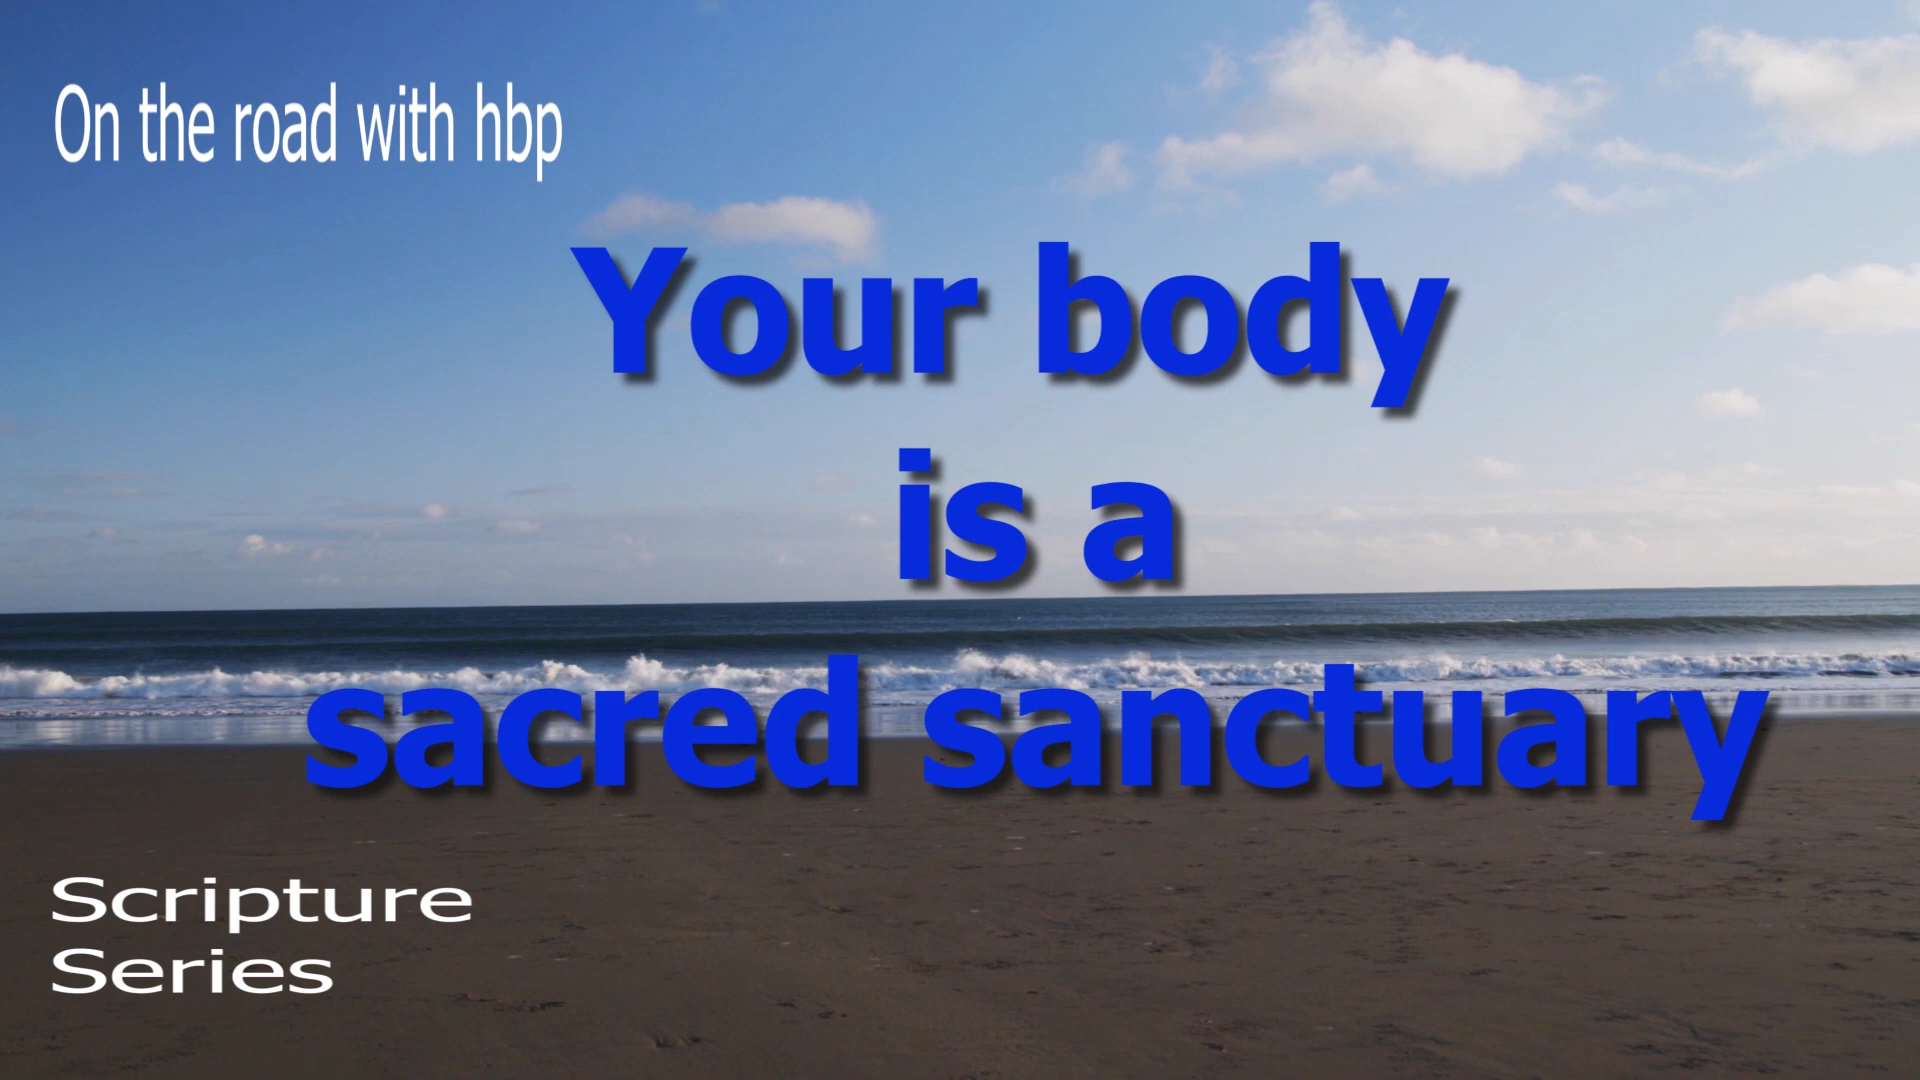 On the road with hbp
Your body
is a
sacred sanctuary
Scripture
Series